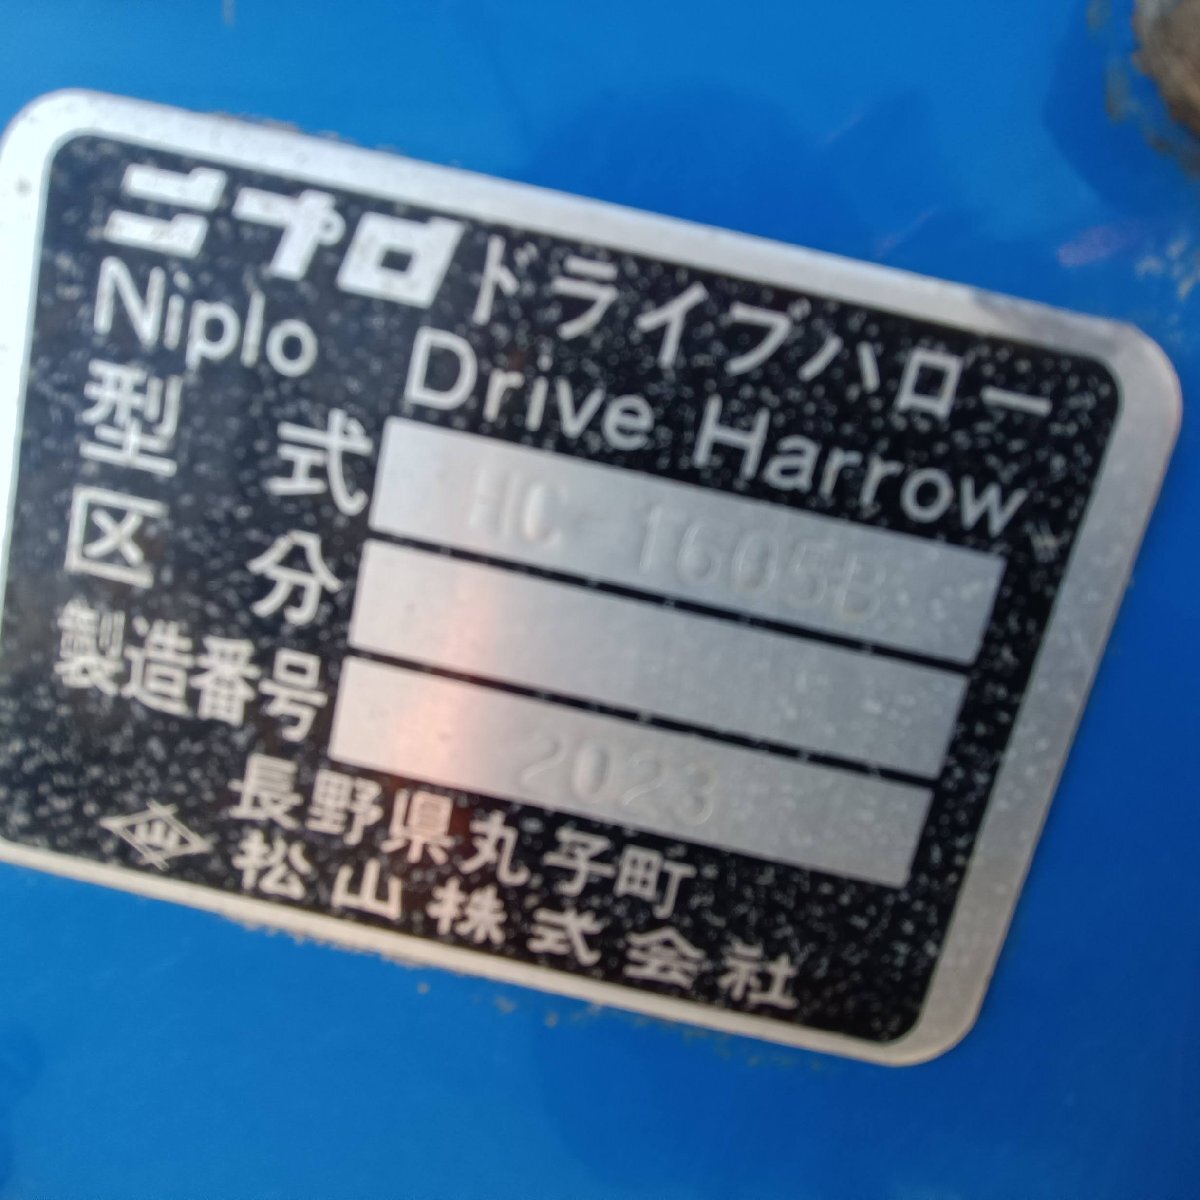 ニプロ ドライブハロー
Niplo Drive Harrow
型式 HC-1605B
区分
製造番号 2023
長野県丸子町
松山株式会社